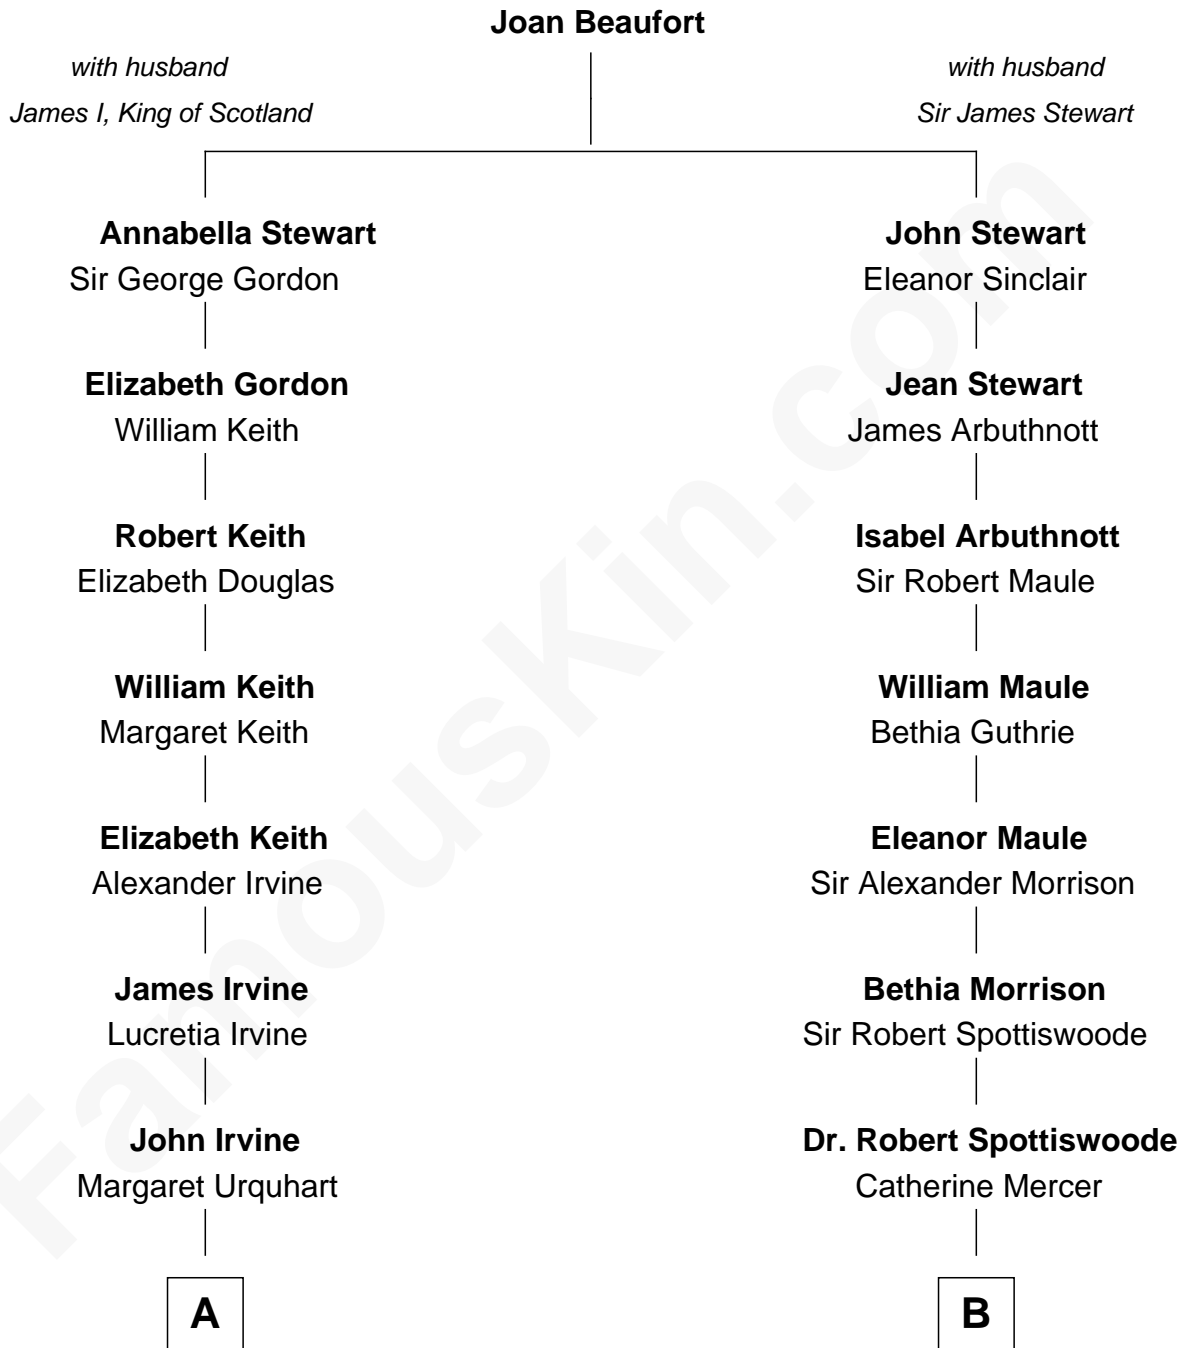 Joan Beaufort
with husband
James I, King of Scotland
with husband
Sir James Stewart
Annabella Stewart
Sir George Gordon
John Stewart
Eleanor Sinclair
Elizabeth Gordon
William Keith
Jean Stewart
James Arbuthnott
Robert Keith
Elizabeth Douglas
Isabel Arbuthnott
Sir Robert Maule
William Keith
Margaret Keith
William Maule
Bethia Guthrie
Elizabeth Keith
Alexander Irvine
Eleanor Maule
Sir Alexander Morrison
James Irvine
Lucretia Irvine
Bethia Morrison
Sir Robert Spottiswoode
John Irvine
Margaret Urquhart
Dr. Robert Spottiswoode
Catherine Mercer
A
B
FamousKin.com